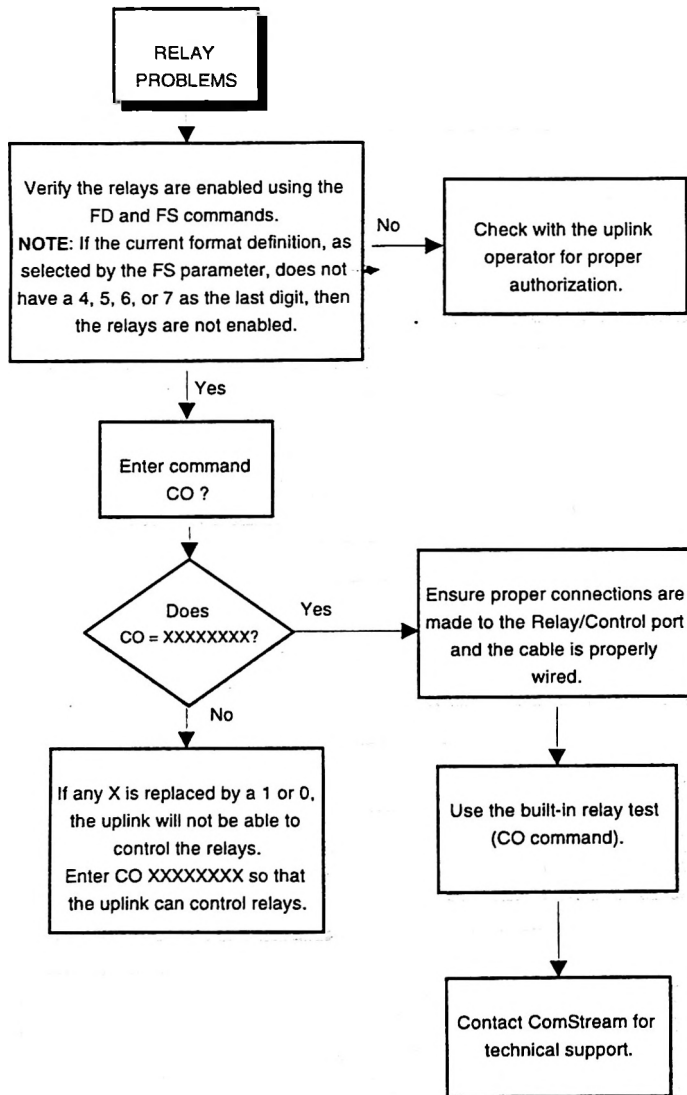 RELAY
PROBLEMS
Verify the relays are enabled using the
FD and FS commands.
NOTE: If the current format definition, as
selected by the FS parameter, does not
have a 4, 5, 6, or 7 as the last digit, then
the relays are not enabled.
No
Check with the uplink
operator for proper
authorization.
Yes
Enter command
CO ?
Does
CO = XXXXXXXX?
Yes
Ensure proper connections are
made to the Relay/Control port
and the cable is properly
wired.
No
If any X is replaced by a 1 or 0,
the uplink will not be able to
control the relays.
Enter CO XXXXXXXX so that
the uplink can control relays.
Use the built-in relay test
(CO command).
Contact ComStream for
technical support.